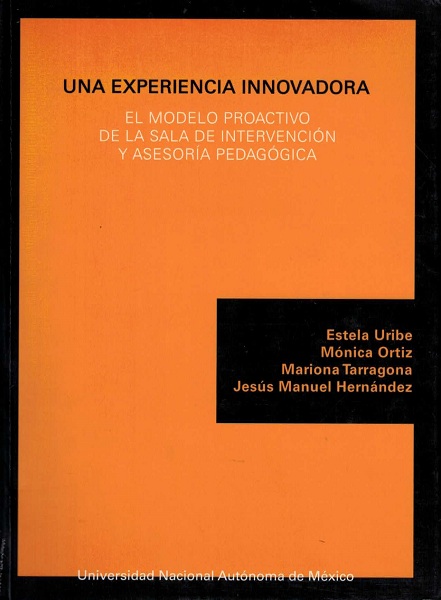 UNA EXPERIENCIA INNOVADORA
EL MODELO PROACTIVO
DE LA SALA DE INTERVENCIÓN
Y ASESORÍA PEDAGÓGICA
Estela Uribe
Mónica Ortiz
Mariona Tarragona
Jesús Manuel Hernández
Universidad Nacional Autónoma de México